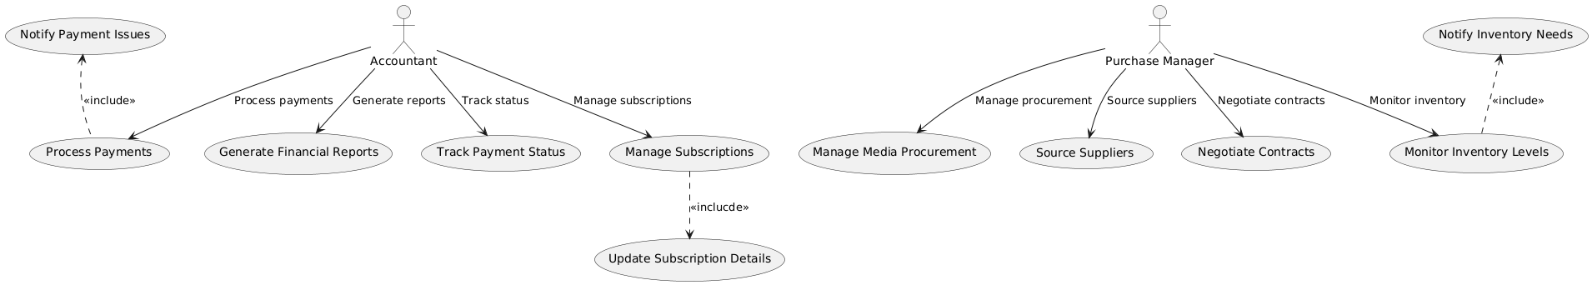 Notify Payment Issues
Accountant
Purchase Manager
Notify Inventory Needs
«include»
Process payments
Generate reports
Track status
Manage subscriptions
Manage procurement
Source suppliers
Negotiate contracts
Monitor inventory
«include»
Process Payments
Generate Financial Reports
Track Payment Status
Manage Subscriptions
Manage Media Procurement
Source Suppliers
Negotiate Contracts
Monitor Inventory Levels
«inclucde»
Update Subscription Details